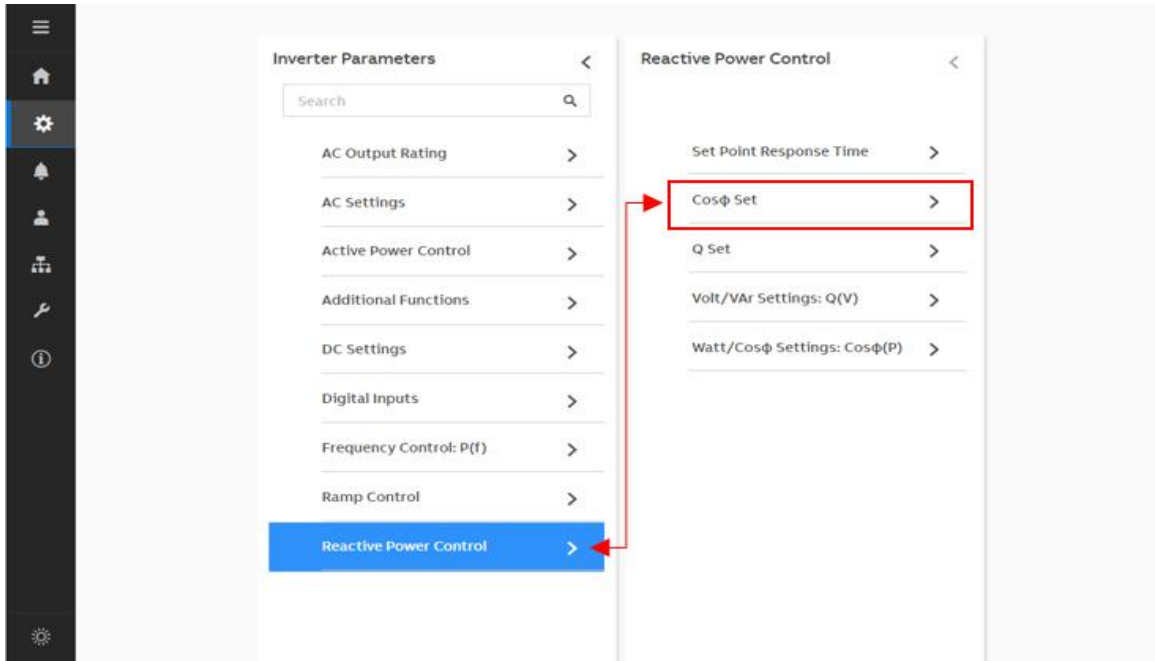 Inverter Parameters
Search
AC Output Rating
AC Settings
Active Power Control
Additional Functions
DC Settings
Digital Inputs
Frequency Control: P(f)
Ramp Control
Reactive Power Control
Reactive Power Control
Set Point Response Time
Cosφ Set
Q Set
Volt/VAr Settings: Q(V)
Watt/Cosφ Settings: Cosφ(P)